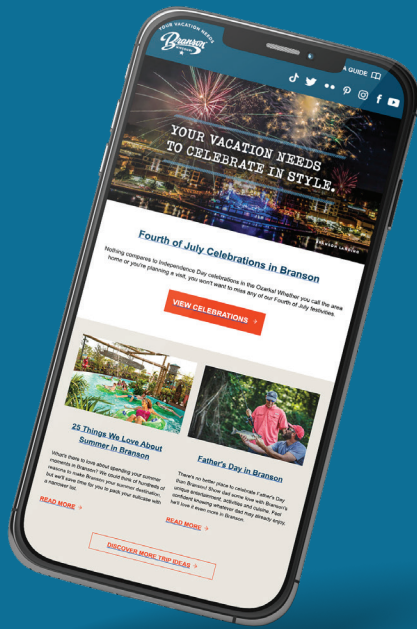 YOUR VACATION NEEDS
Branson
A GUIDE
YOUR VACATION NEEDS
TO CELEBRATE IN STYLE.
BRANSON LANDING
Fourth of July Celebrations in Branson
Nothing compares to Independence Day celebrations in the Ozarks! Whether you call the area
home or you're planning a visit, you won't want to miss any of our Fourth of July festivities.
VIEW CELEBRATIONS
25 Things We Love About
Summer in Branson
What's there to love about spending your summer
moments in Branson? We could think of hundreds of
reasons to make Branson your summer destination,
but we'll save time for you to pack your suitcase with
a narrower list.
READ MORE
Father's Day in Branson
There's no better place to celebrate Father's Day
than Branson! Show dad some love with Branson's
unique entertainment, activities and cuisine. Feel
confident knowing whatever dad may already enjoy,
he'll love it even more in Branson.
READ MORE
DISCOVER MORE TRIP IDEAS